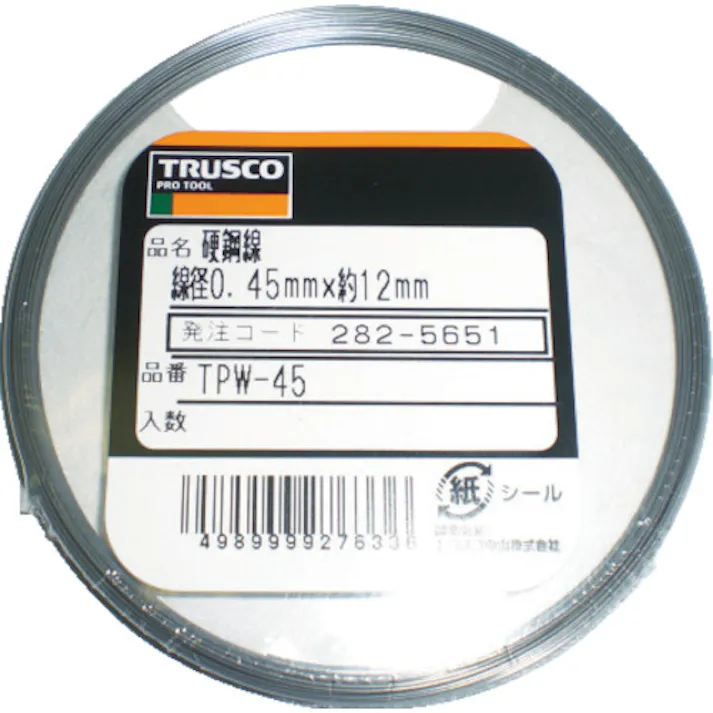 TRUSCO
PRO TOOL
品名 硬鋼線
線径0.45mm×約12mm
発注コード 282-5651
品番 TPW-45
入数
紙 シール
4989999276336